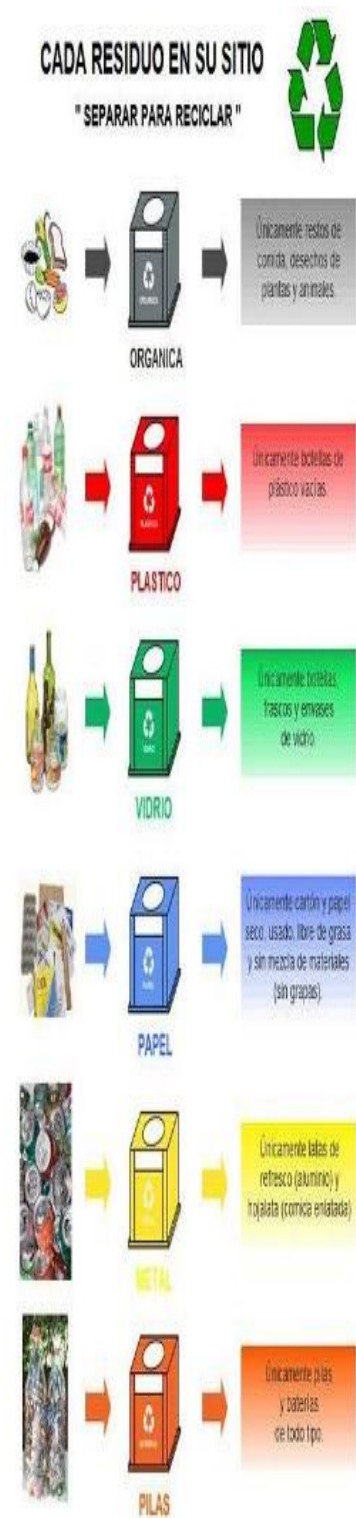 CADA RESIDUO EN SU SITIO
" SEPARAR PARA RECICLAR "
Únicamente restos de
comida, desechos de
plantas y animales.
ORGANICA
Únicamente botellas de
plástico vacías.
PLASTICO
Únicamente botellas,
frascos y envases
de vidrio.
VIDRIO
VIDRIO
Únicamente cartón y papel
seco, usado, libre de grasa
y sin mezcla de materiales
(sin grapas).
PAPEL
Únicamente latas de
refresco (aluminio) y
hojalata (comida enlatada)
METAL
Únicamente pilas
y baterías
de todo tipo.
PILAS